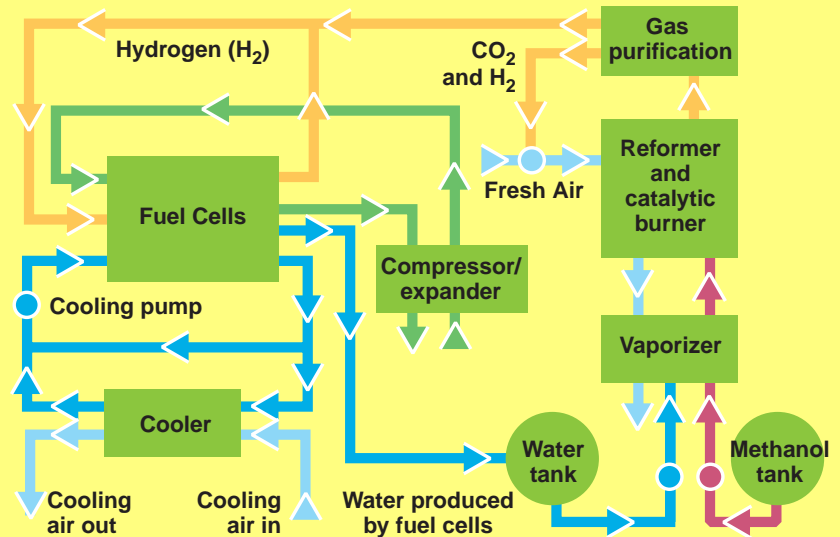 Hydrogen (H2)
CO2
and H2
Gas
purification
Fresh Air
Reformer
and
catalytic
burner
Fuel Cells
Compressor/
expander
Cooling pump
Vaporizer
Cooler
Water
tank
Methanol
tank
Cooling
air out
Cooling
air in
Water produced
by fuel cells